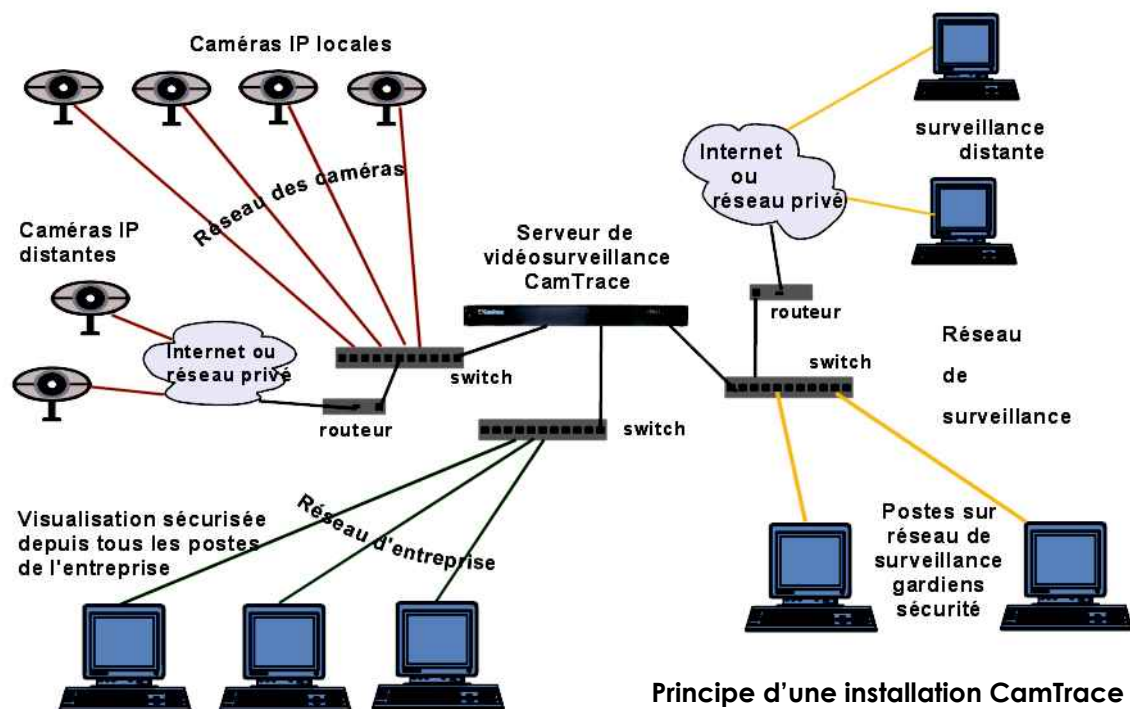 Caméras IP locales
Réseau des caméras
Caméras IP
distantes
Internet ou
réseau privé
routeur
switch
Serveur de
vidéosurveillance
CamTrace
Internet
ou
réseau privé
surveillance
distante
routeur
switch
Réseau
de
surveillance
switch
Réseau d'entreprise
Visualisation sécurisée
depuis tous les postes
de l'entreprise
Postes sur
réseau de
surveillance
gardiens
sécurité
Principe d’une installation CamTrace